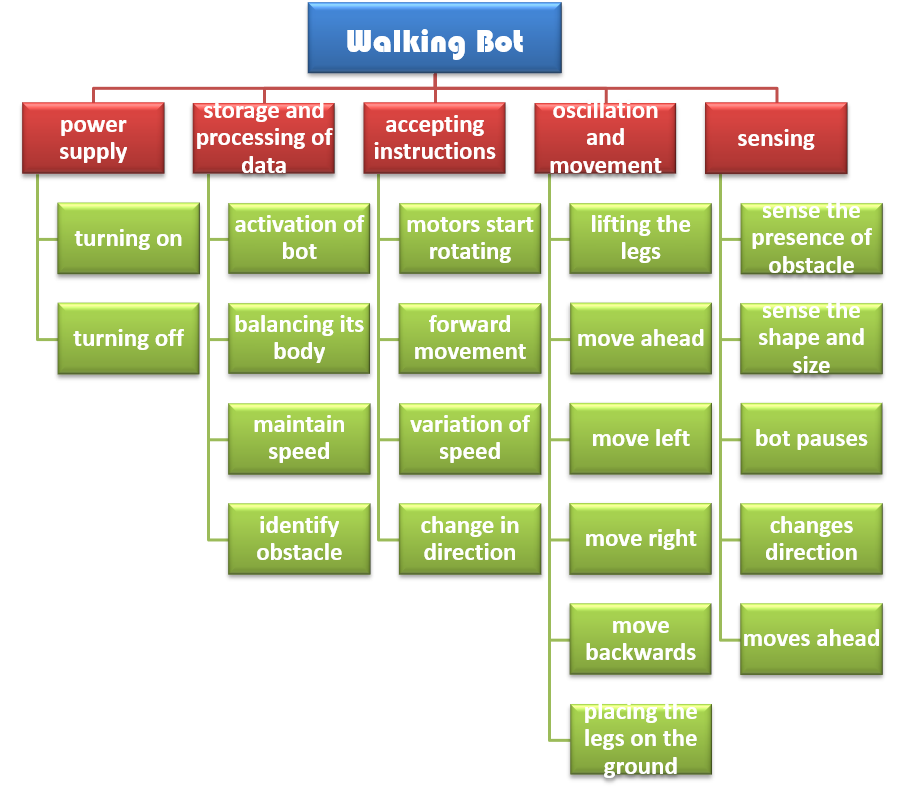 Walking Bot
power
supply
storage and
processing of
data
accepting
instructions
oscillation
and
movement
sensing
turning on
turning off
activation of
bot
balancing its
body
maintain
speed
identify
obstacle
motors start
rotating
forward
movement
variation of
speed
change in
direction
lifting the
legs
move ahead
move left
move right
move
backwards
placing the
legs on the
ground
sense the
presence of
obstacle
sense the
shape and
size
bot pauses
changes
direction
moves ahead